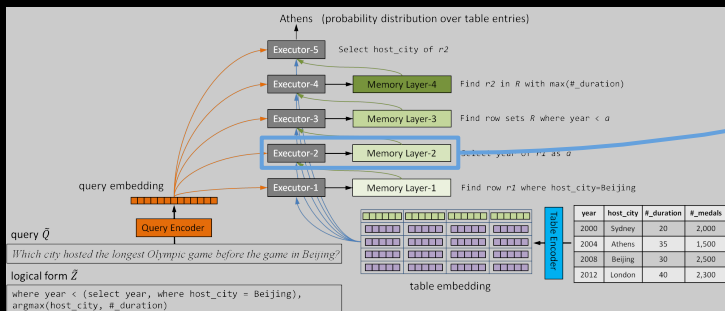 Athens (probability distribution over table entries)
Executor-5 Select host_city of r2
Executor-4 Memory Layer-4 Find r2 in R with max(#_duration)
Executor-3 Memory Layer-3 Find row sets R where year < a
Executor-2 Memory Layer-2 Select year of r1 as a
Executor-1 Memory Layer-1 Find row r1 where host_city=Beijing
query embedding
Query Encoder
query Q̃
Which city hosted the longest Olympic game before the game in Beijing?
logical form Z̃
where year < (select year, where host_city = Beijing),
argmax(host_city, #_duration)
table embedding
Table Encoder
year host_city #_duration #_medals
2000 Sydney 20 2,000
2004 Athens 35 1,500
2008 Beijing 30 2,500
2012 London 40 2,300